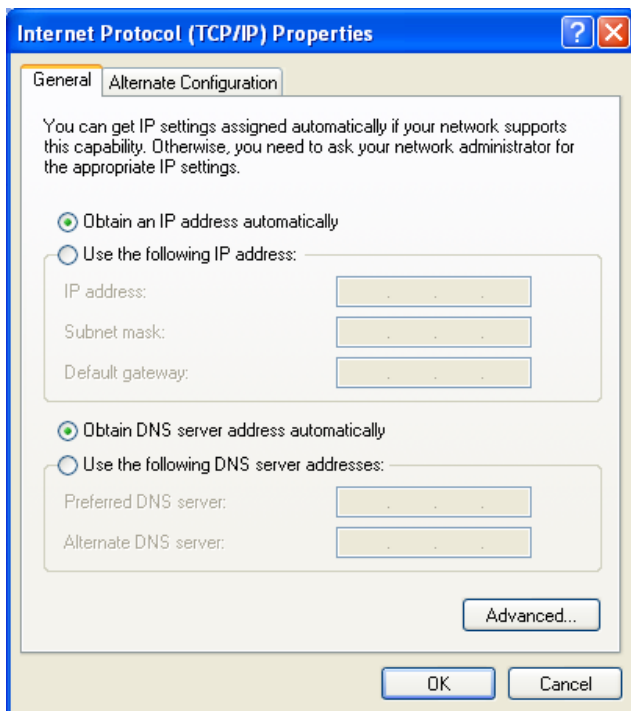 Internet Protocol (TCP/IP) Properties
General
Alternate Configuration
You can get IP settings assigned automatically if your network supports
this capability. Otherwise, you need to ask your network administrator for
the appropriate IP settings.
Obtain an IP address automatically
Use the following IP address:
IP address:
Subnet mask:
Default gateway:
Obtain DNS server address automatically
Use the following DNS server addresses:
Preferred DNS server:
Alternate DNS server:
Advanced...
OK
Cancel